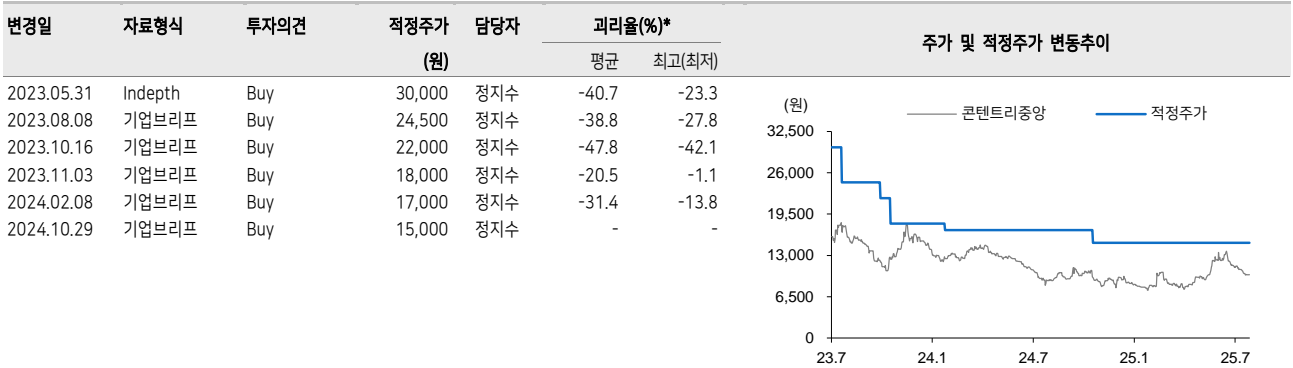 변경일 자료형식 투자의견 적정주가 담당자 괴리율(%)* 주가 및 적정주가 변동추이
(원) 평균 최고(최저)
2023.05.31 Indepth Buy 30,000 정지수 -40.7 -23.3
2023.08.08 기업브리프 Buy 24,500 정지수 -38.8 -27.8
2023.10.16 기업브리프 Buy 22,000 정지수 -47.8 -42.1
2023.11.03 기업브리프 Buy 18,000 정지수 -20.5 -1.1
2024.02.08 기업브리프 Buy 17,000 정지수 -31.4 -13.8
2024.10.29 기업브리프 Buy 15,000 정지수 - -
(원) 콘텐트리중앙 적정주가
32,500
26,000
19,500
13,000
6,500
0
23.7 24.1 24.7 25.1 25.7